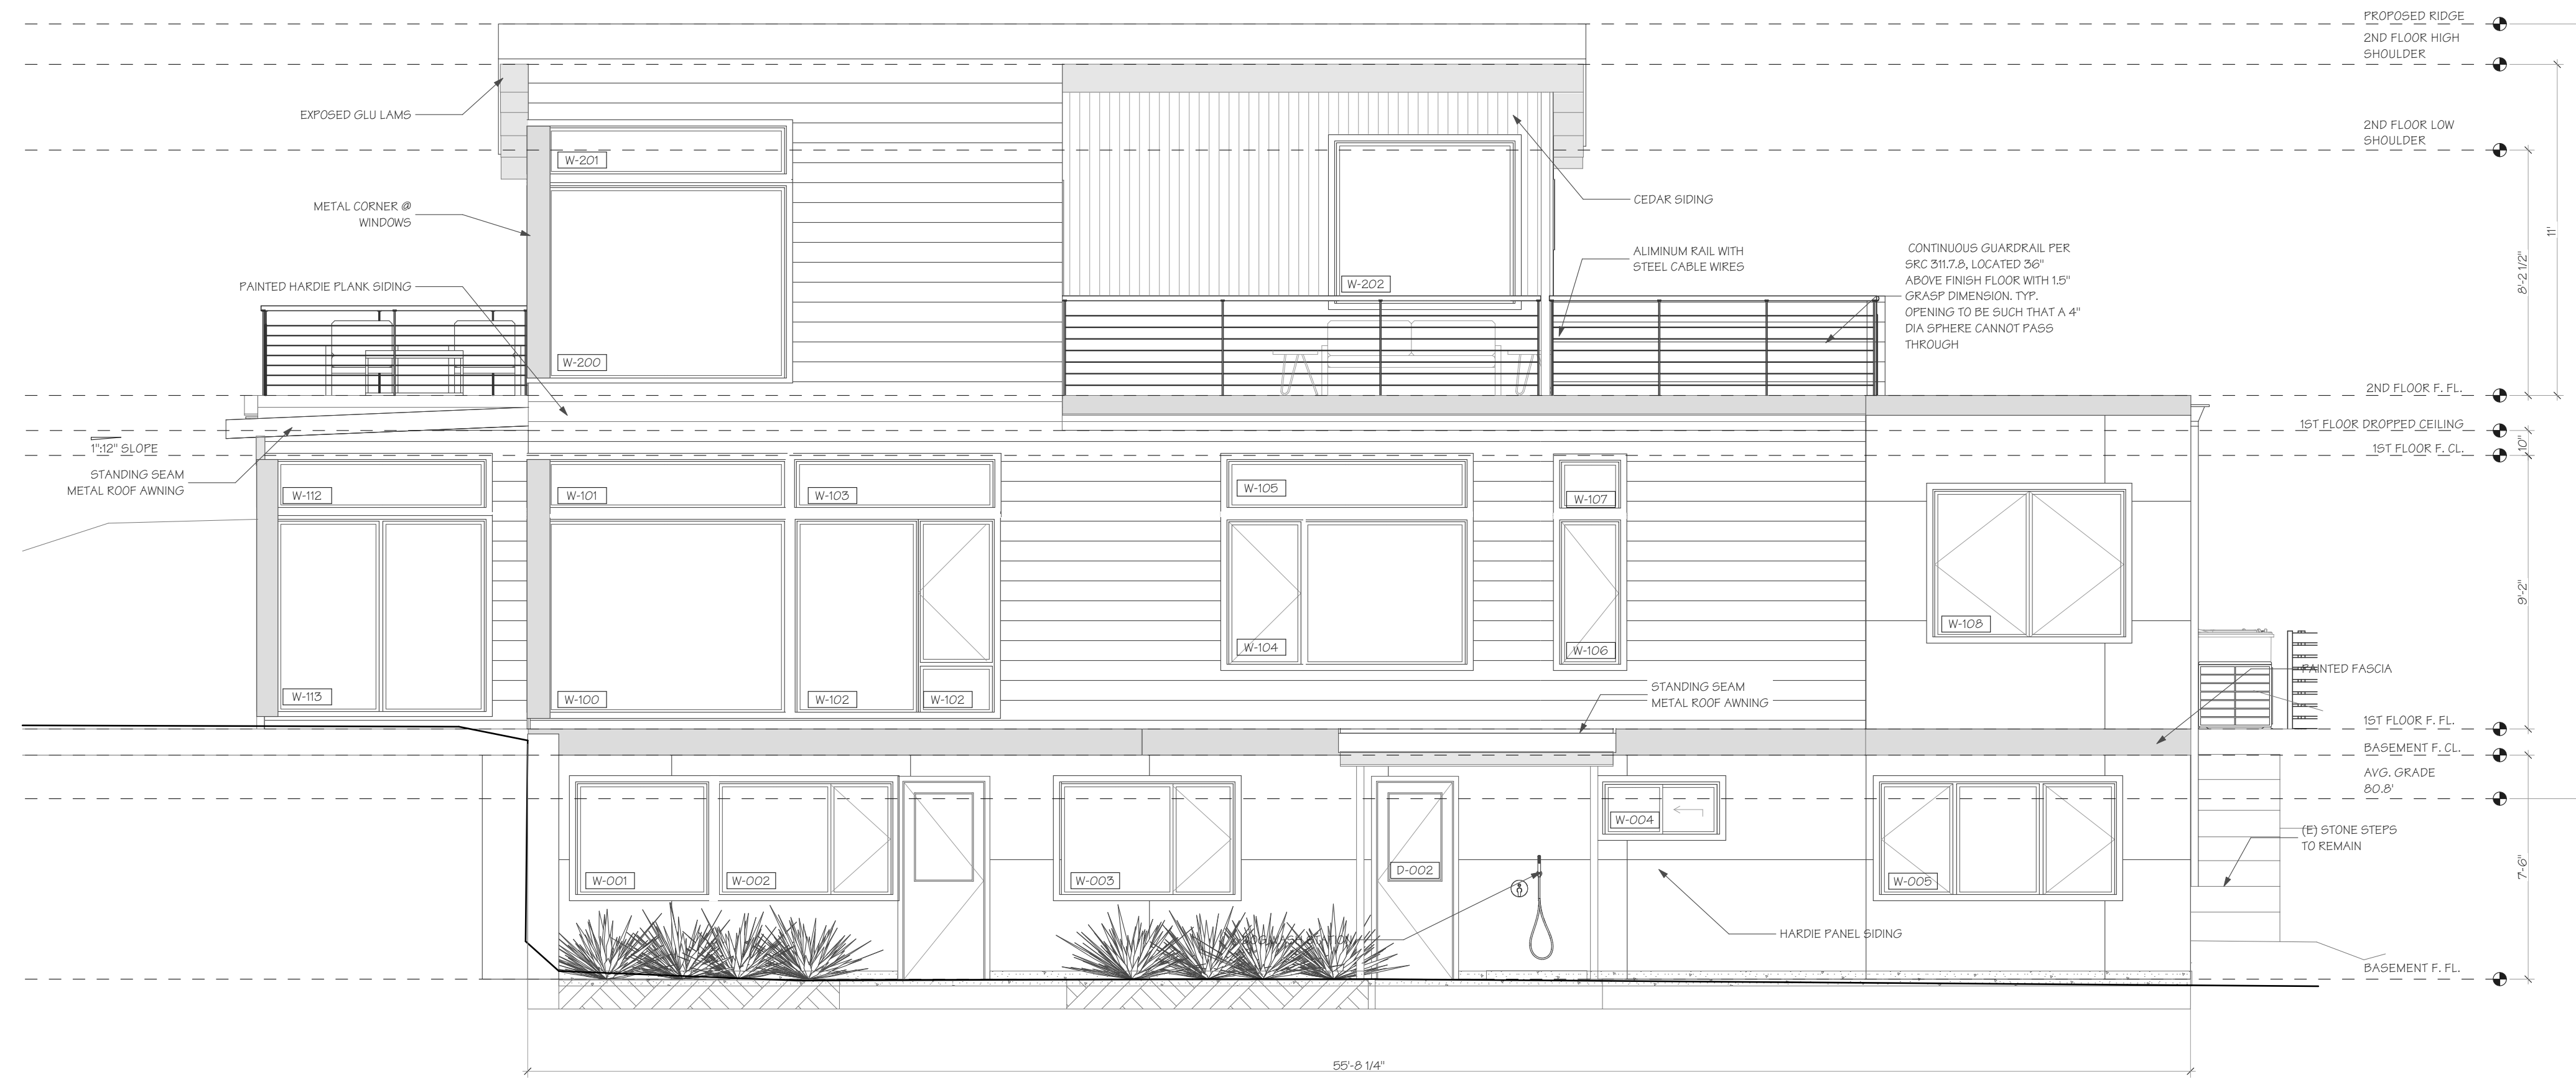 PROPOSED RIDGE
2ND FLOOR HIGH
SHOULDER
EXPOSED GLU LAMS
2ND FLOOR LOW
SHOULDER
W-201
METAL CORNER @
WINDOWS
CEDAR SIDING
11'
ALIMINUM RAIL WITH
STEEL CABLE WIRES
CONTINUOUS GUARDRAIL PER
SRC 311.7.8, LOCATED 36"
ABOVE FINISH FLOOR WITH 1.5"
GRASP DIMENSION. TYP.
OPENING TO BE SUCH THAT A 4"
DIA SPHERE CANNOT PASS
THROUGH
8'-2 1/2"
PAINTED HARDIE PLANK SIDING
W-202
W-200
2ND FLOOR F. FL.
1ST FLOOR DROPPED CEILING
1":12" SLOPE
1ST FLOOR F. CL.
10"
STANDING SEAM
METAL ROOF AWNING
W-112
W-101
W-103
W-105
W-107
9'-2"
W-108
W-104
W-106
PAINTED FASCIA
W-113
W-100
W-102
W-102
STANDING SEAM
METAL ROOF AWNING
1ST FLOOR F. FL.
BASEMENT F. CL.
AVG. GRADE
80.8'
W-004
(E) STONE STEPS
TO REMAIN
7'-6"
W-001
W-002
W-003
D-002
W-005
HARDIE PANEL SIDING
BASEMENT F. FL.
55'-8 1/4"